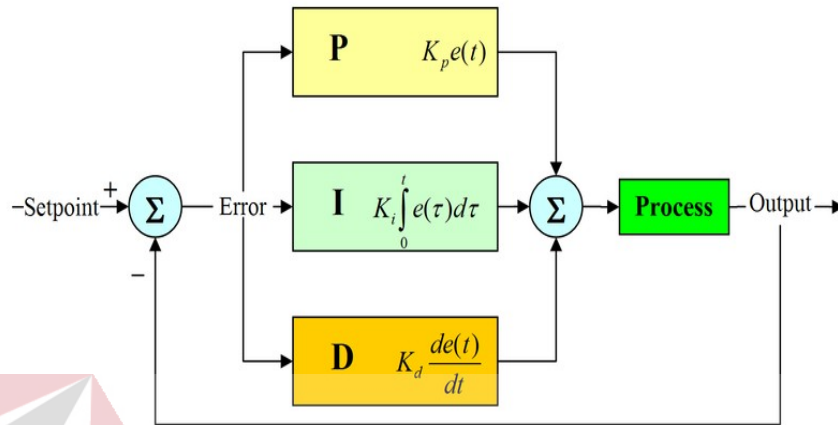 P K_p e(t)
–Setpoint + Σ Error
I K_i ∫_0^t e(τ)dτ
Σ Process Output
–
D K_d de(t)/dt